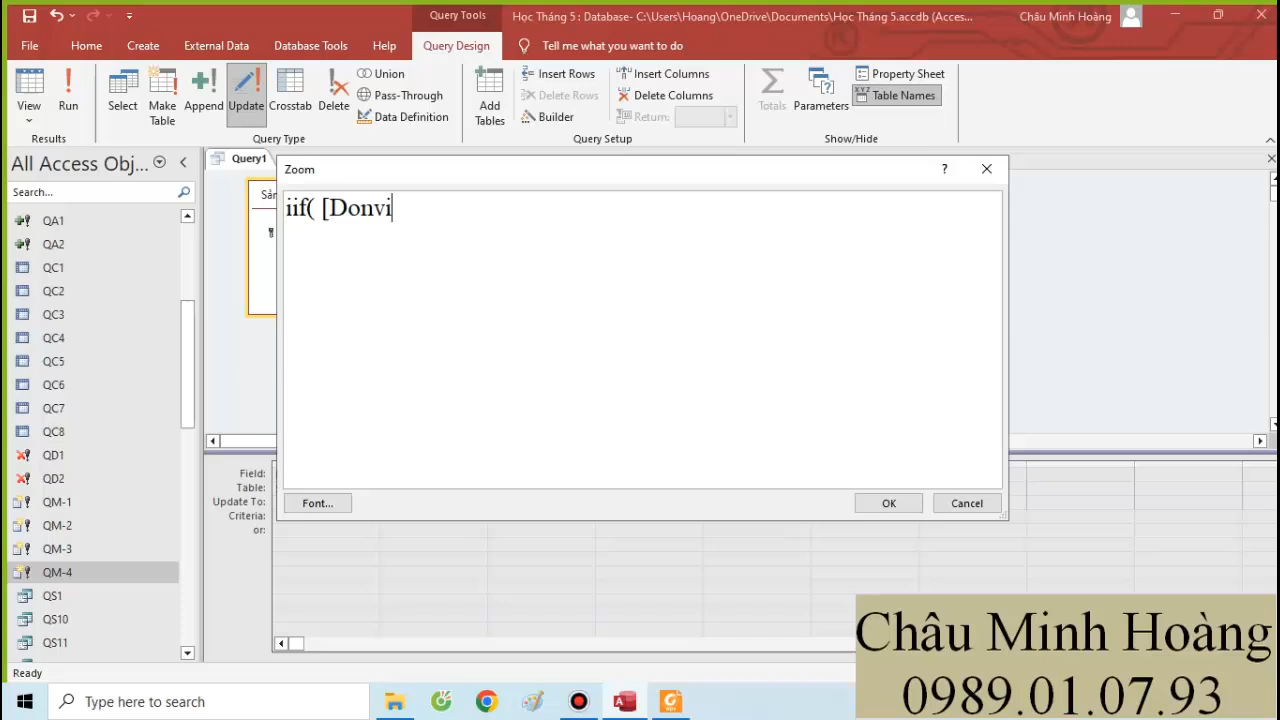 Query Tools
Học Tháng 5 : Database- C:\Users\Hoang\OneDrive\Documents\Học Tháng 5.accdb (Acces...
Châu Minh Hoàng
File
Home
Create
External Data
Database Tools
Help
Query Design
Tell me what you want to do
View
Run
Select
Make
Table
Append
Update
Crosstab
Delete
Union
Pass-Through
Data Definition
Add
Tables
Insert Rows
Delete Rows
Builder
Insert Columns
Delete Columns
Return:
Totals
Parameters
Property Sheet
Table Names
Results
Query Type
Query Setup
Show/Hide
All Access Obj...
Search...
QA1
QA2
QC1
QC2
QC3
QC4
QC5
QC6
QC7
QC8
QD1
QD2
QM-1
QM-2
QM-3
QM-4
QS1
QS10
QS11
Query1
Zoom
iif( [Donvi
Font...
OK
Cancel
Field:
Table:
Update To:
Criteria:
or:
Ready
Type here to search
Châu Minh Hoàng
0989.01.07.93